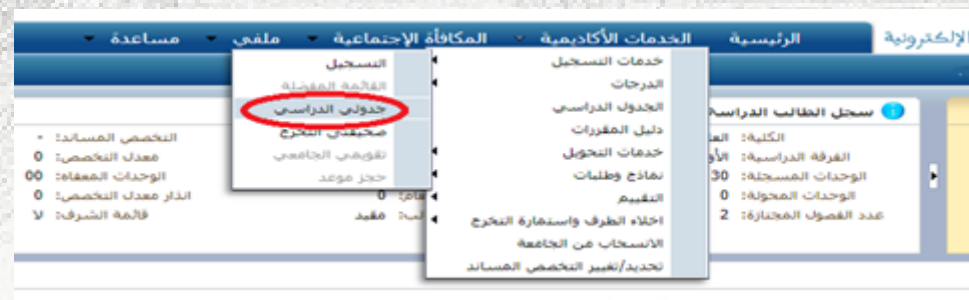 الإلكترونية
الرئيسية
الخدمات الأكاديمية
المكافأة الإجتماعية
ملفي
مساعدة
خدمات التسجيل
الدرجات
الجدول الدراسي
دليل المقررات
خدمات التحويل
نماذج وطلبات
التقييم
اخلاء الطرف واستمارة التخرج
الانسحاب من الجامعة
تحديد/تغيير التخصص المساند
التسجيل
القائمة المفضلة
جدولي الدراسي
صحيفتي التخرج
تقويمي الجامعي
حجز موعد
سجل الطالب الدراسي
الكلية:
الفرقة الدراسية:
الوحدات المسجلة: 30
الوحدات المحولة: 0
عدد الفصول المجتازة: 2
0
مقيد
التخصص المساند: -
معدل التخصص: 0
الوحدات المعفاه: 00
انذار معدل التخصص: 0
قائمة الشرف: لا